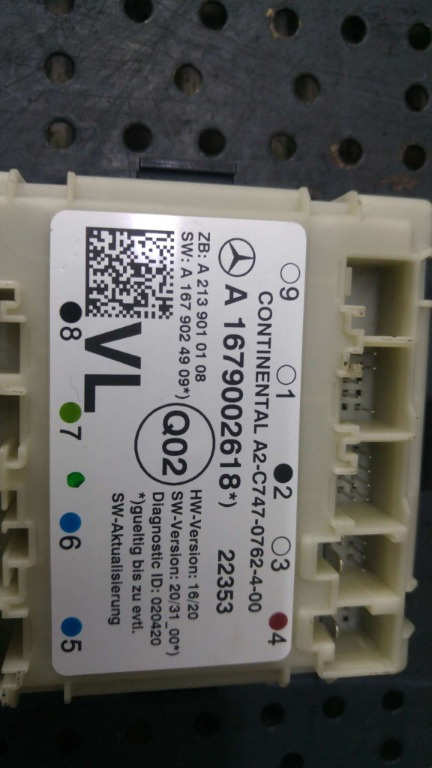 9 1 2 3 4
CONTINENTAL A2-C747-0762-4-00
A 1679002618*) 22353
ZB: A 213 901 01 08
SW: A 167 902 49 09*)
Q02
HW-Version: 16/20
SW-Version: 20/31_00*)
Diagnostic ID: 020420
*)gueltig bis zu evtl.
SW-Aktualisierung
VL
8 7 6 5